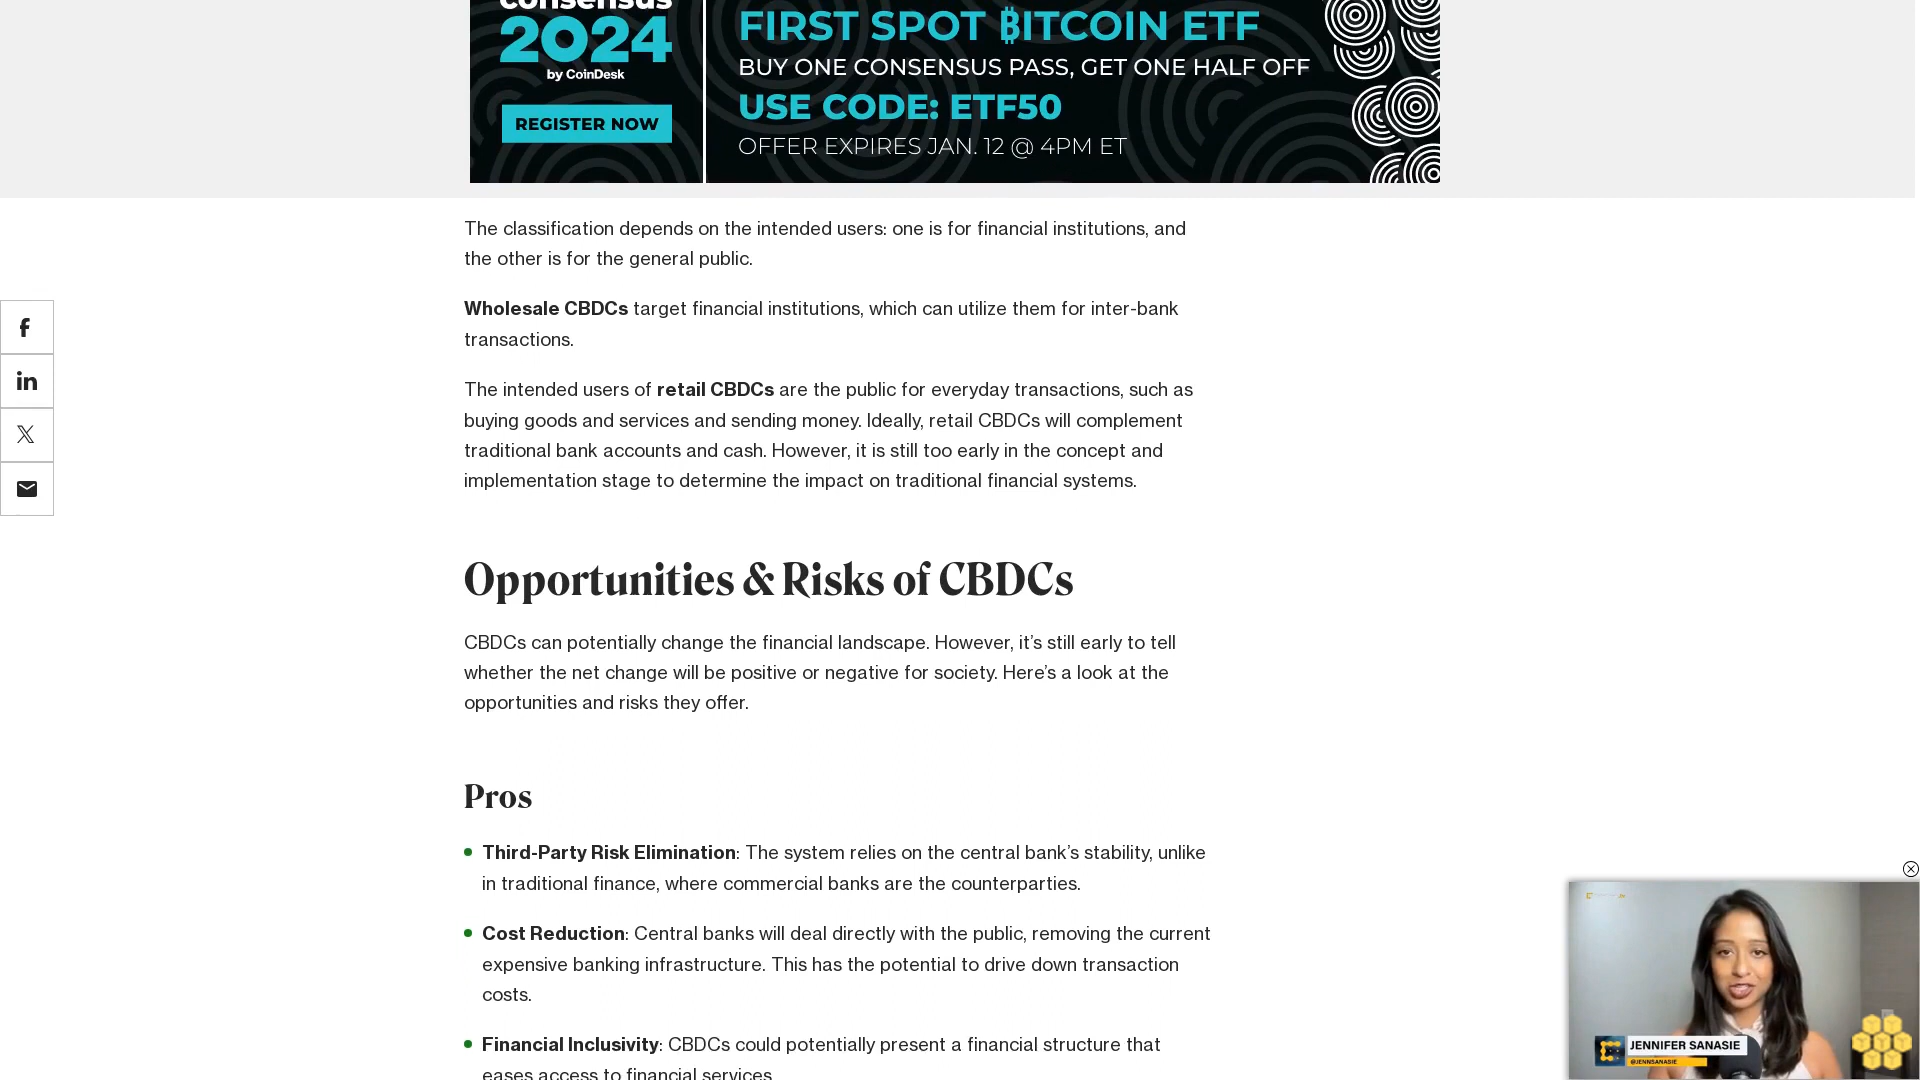 consensus
2024
by CoinDesk
REGISTER NOW
FIRST SPOT ₿ITCOIN ETF
BUY ONE CONSENSUS PASS, GET ONE HALF OFF
USE CODE: ETF50
OFFER EXPIRES JAN. 12 @ 4PM ET
The classification depends on the intended users: one is for financial institutions, and
the other is for the general public.
Wholesale CBDCs target financial institutions, which can utilize them for inter-bank
transactions.
The intended users of retail CBDCs are the public for everyday transactions, such as
buying goods and services and sending money. Ideally, retail CBDCs will complement
traditional bank accounts and cash. However, it is still too early in the concept and
implementation stage to determine the impact on traditional financial systems.
Opportunities & Risks of CBDCs
CBDCs can potentially change the financial landscape. However, it’s still early to tell
whether the net change will be positive or negative for society. Here’s a look at the
opportunities and risks they offer.
Pros
Third-Party Risk Elimination: The system relies on the central bank’s stability, unlike
in traditional finance, where commercial banks are the counterparties.
Cost Reduction: Central banks will deal directly with the public, removing the current
expensive banking infrastructure. This has the potential to drive down transaction
costs.
Financial Inclusivity: CBDCs could potentially present a financial structure that
eases access to financial services
JENNIFER SANASIE
@JENNSANASIE